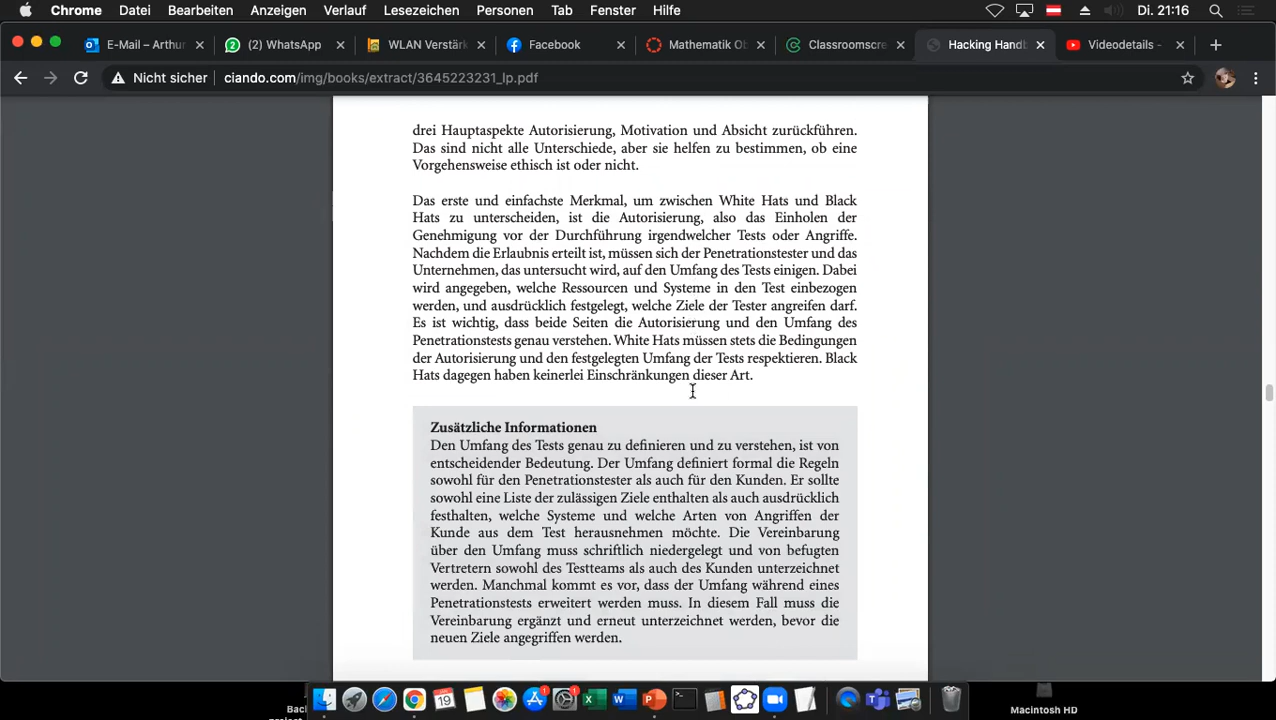 Chrome Datei Bearbeiten Anzeigen Verlauf Lesezeichen Personen Tab Fenster Hilfe Di. 21:16
E-Mail – Arthur (2) WhatsApp WLAN Verstärk Facebook Mathematik Ob Classroomscre Hacking Handb Videodetails -
Nicht sicher ciando.com/img/books/extract/3645223231_lp.pdf
drei Hauptaspekte Autorisierung, Motivation und Absicht zurückführen.
Das sind nicht alle Unterschiede, aber sie helfen zu bestimmen, ob eine
Vorgehensweise ethisch ist oder nicht.
Das erste und einfachste Merkmal, um zwischen White Hats und Black
Hats zu unterscheiden, ist die Autorisierung, also das Einholen der
Genehmigung vor der Durchführung irgendwelcher Tests oder Angriffe.
Nachdem die Erlaubnis erteilt ist, müssen sich der Penetrationstester und das
Unternehmen, das untersucht wird, auf den Umfang des Tests einigen. Dabei
wird angegeben, welche Ressourcen und Systeme in den Test einbezogen
werden, und ausdrücklich festgelegt, welche Ziele der Tester angreifen darf.
Es ist wichtig, dass beide Seiten die Autorisierung und den Umfang des
Penetrationstests genau verstehen. White Hats müssen stets die Bedingungen
der Autorisierung und den festgelegten Umfang der Tests respektieren. Black
Hats dagegen haben keinerlei Einschränkungen dieser Art.
Zusätzliche Informationen
Den Umfang des Tests genau zu definieren und zu verstehen, ist von
entscheidender Bedeutung. Der Umfang definiert formal die Regeln
sowohl für den Penetrationstester als auch für den Kunden. Er sollte
sowohl eine Liste der zulässigen Ziele enthalten als auch ausdrücklich
festhalten, welche Systeme und welche Arten von Angriffen der
Kunde aus dem Test herausnehmen möchte. Die Vereinbarung
über den Umfang muss schriftlich niedergelegt und von befugten
Vertretern sowohl des Testteams als auch des Kunden unterzeichnet
werden. Manchmal kommt es vor, dass der Umfang während eines
Penetrationstests erweitert werden muss. In diesem Fall muss die
Vereinbarung ergänzt und erneut unterzeichnet werden, bevor die
neuen Ziele angegriffen werden.
19
Macintosh HD